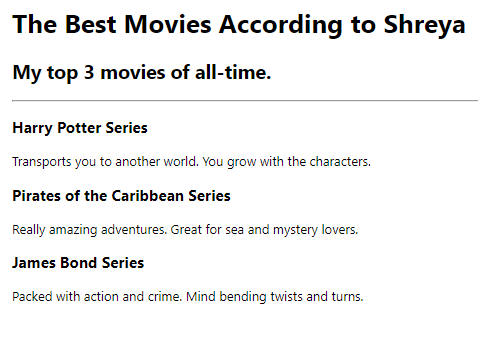 The Best Movies According to Shreya
My top 3 movies of all-time.
Harry Potter Series
Transports you to another world. You grow with the characters.
Pirates of the Caribbean Series
Really amazing adventures. Great for sea and mystery lovers.
James Bond Series
Packed with action and crime. Mind bending twists and turns.